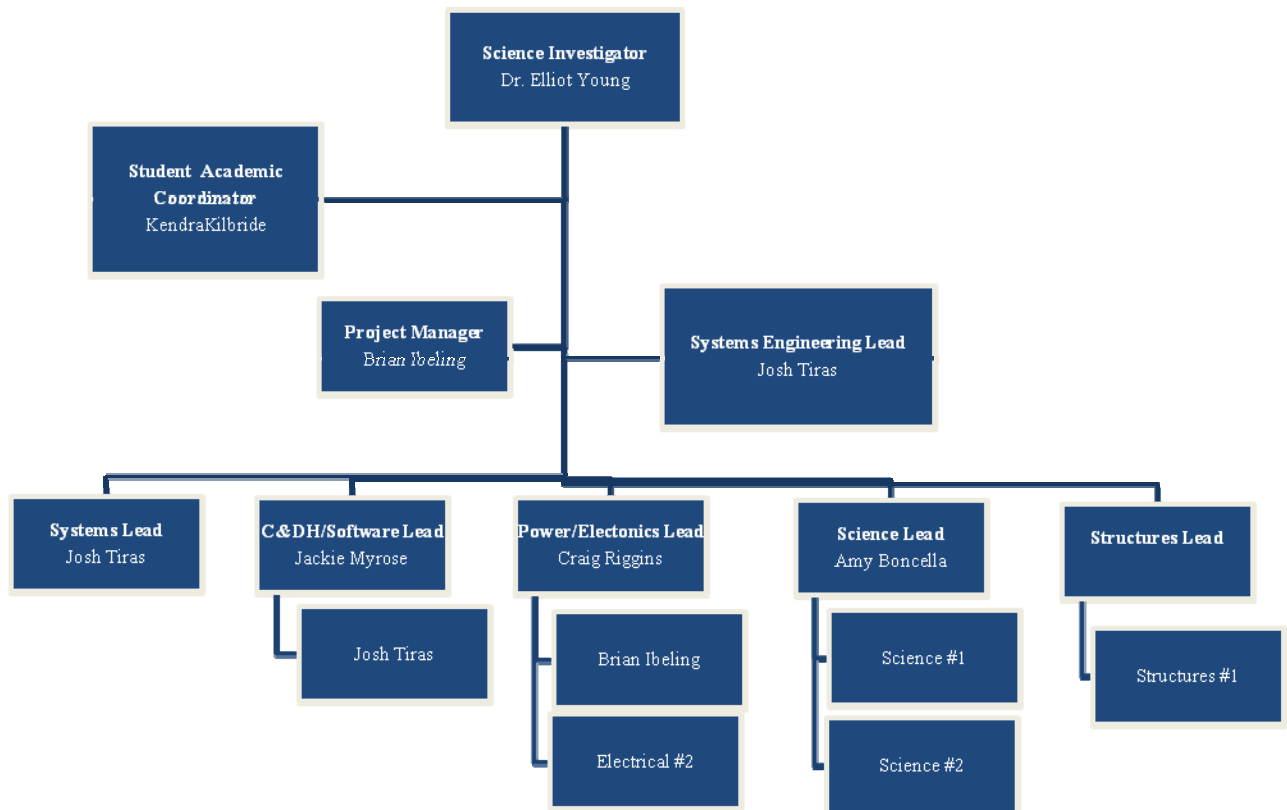 Science Investigator
Dr. Elliot Young
Student Academic
Coordinator
KendraKilbride
Project Manager
Brian Ibeling
Systems Engineering Lead
Josh Tiras
Systems Lead
Josh Tiras
C&DH/Software Lead
Jackie Myrose
Power/Electonics Lead
Craig Riggins
Science Lead
Amy Boncella
Structures Lead
Josh Tiras
Brian Ibeling
Science #1
Structures #1
Electrical #2
Science #2